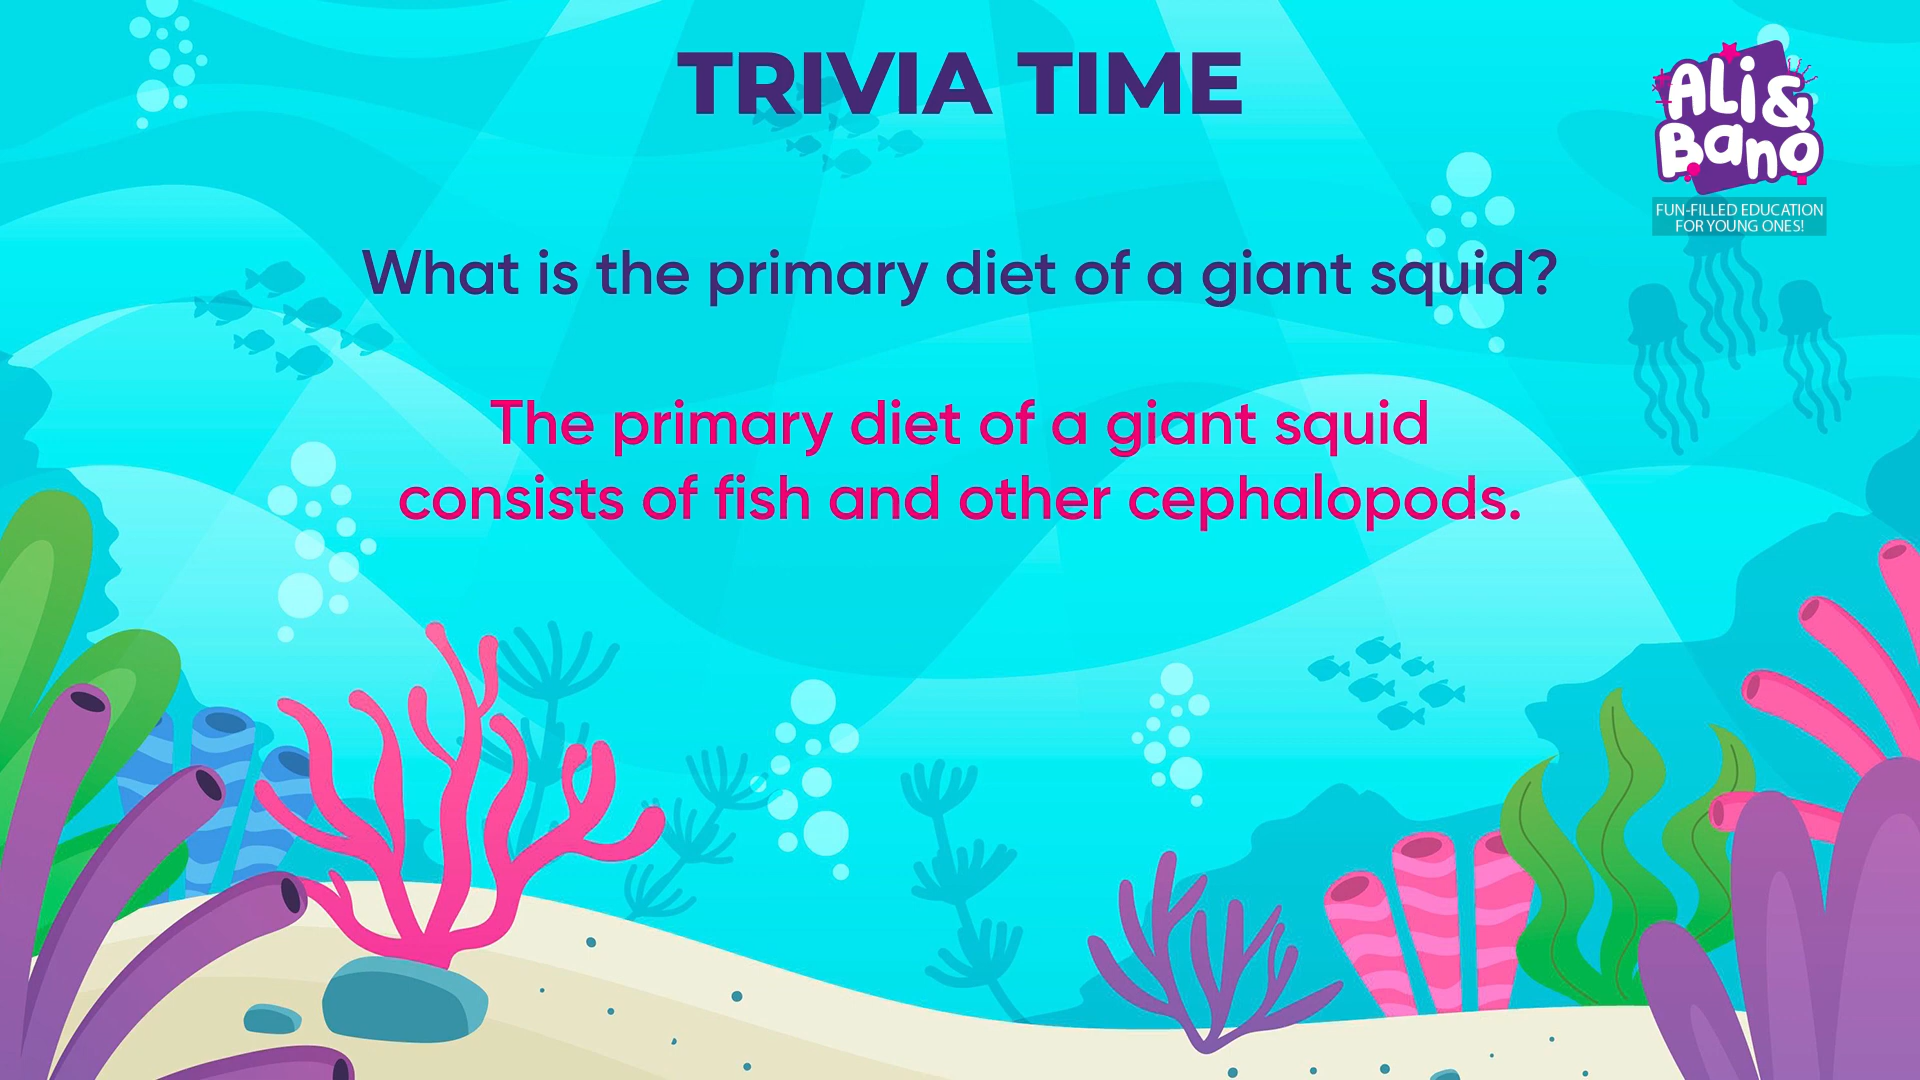 TRIVIA TIME
ALi&
Bano
FUN-FILLED EDUCATION
FOR YOUNG ONES!
What is the primary diet of a giant squid?
The primary diet of a giant squid
consists of fish and other cephalopods.